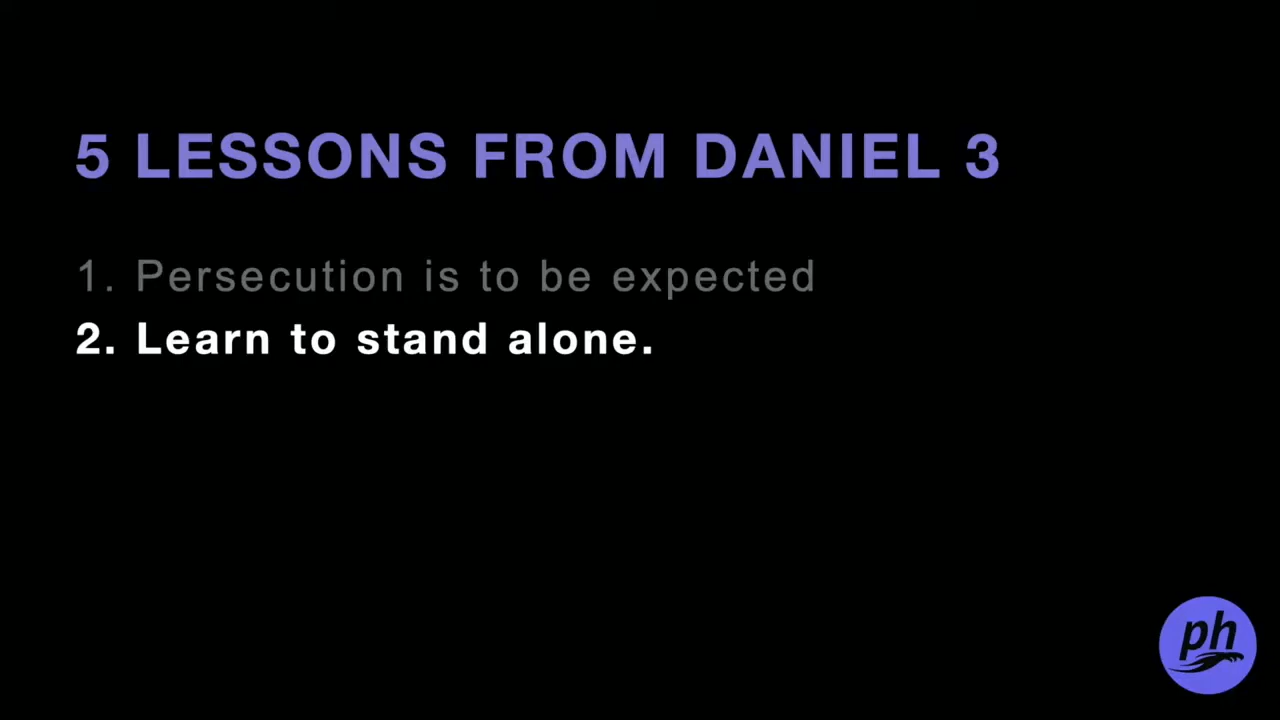 5 LESSONS FROM DANIEL 3
1. Persecution is to be expected
2. Learn to stand alone.
ph